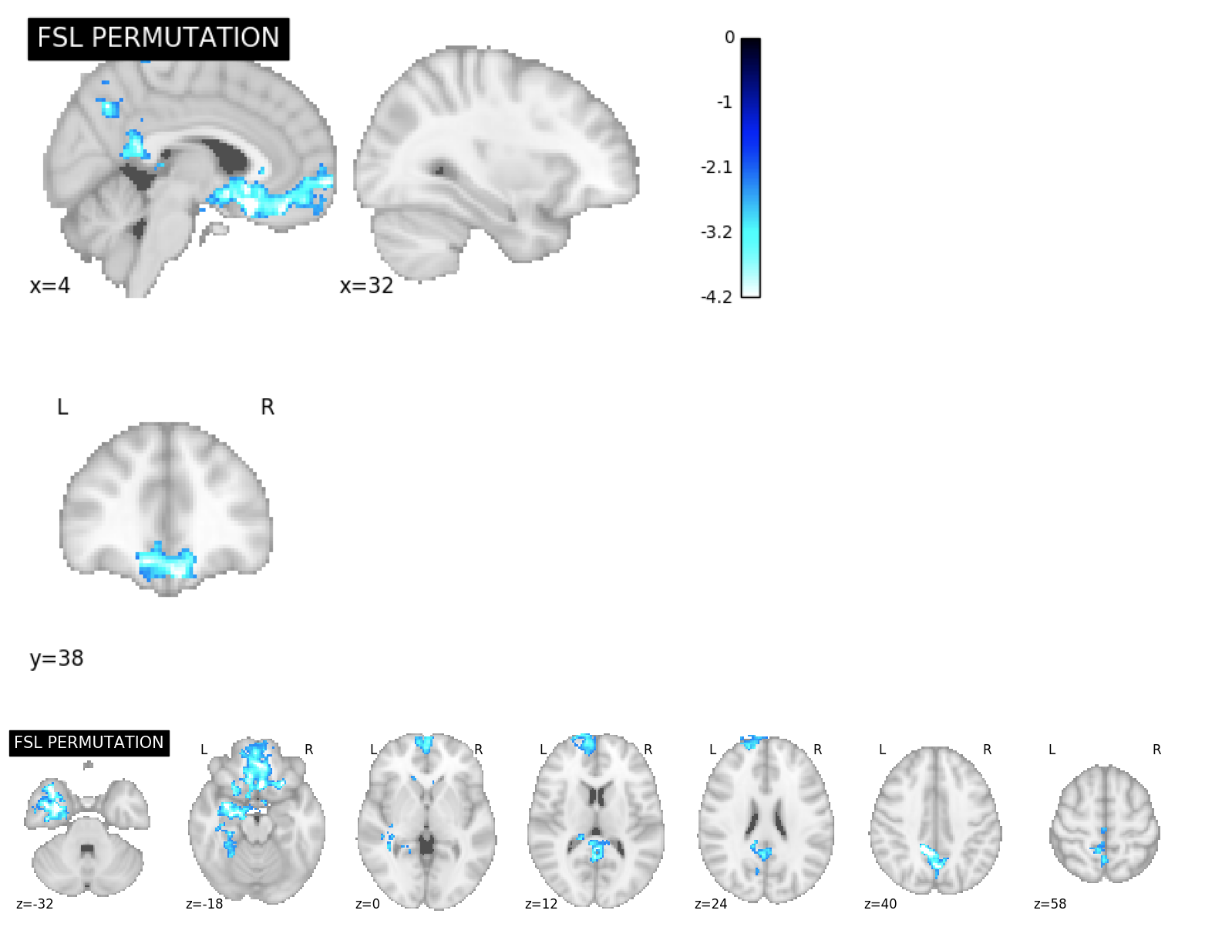 FSL PERMUTATION
0
-1
-2.1
-3.2
-4.2
x=4 x=32
L R
y=38
FSL PERMUTATION
L R L R L R L R L R L R
z=-32 z=-18 z=0 z=12 z=24 z=40 z=58